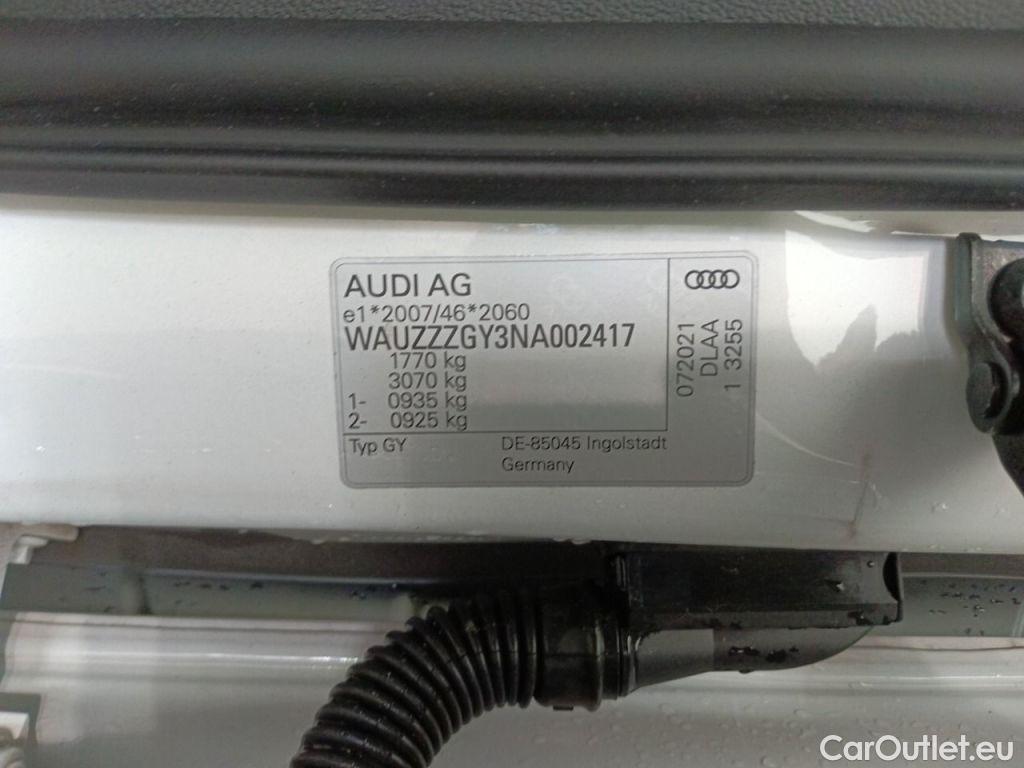 AUDI AG
e1*2007/46*2060
WAUZZZGY3NA002417
1770 kg
3070 kg
1- 0935 kg
2- 0925 kg
Typ GY
DE-85045 Ingolstadt
Germany
072021
DLAA
1 3255
CarOutlet.eu